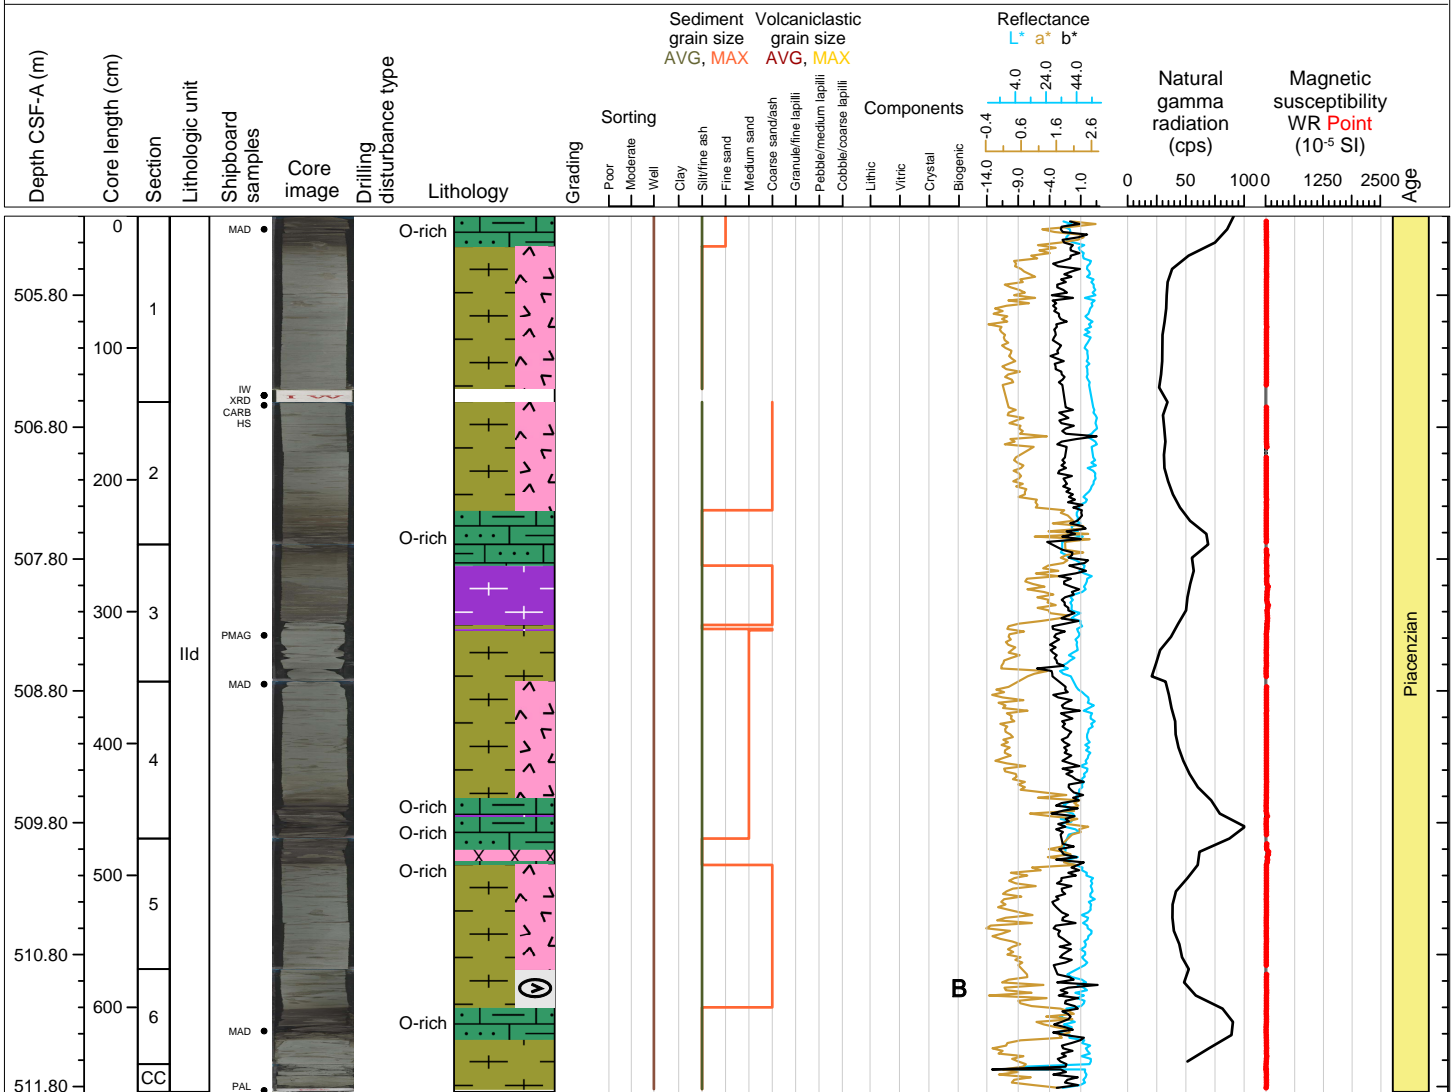 Sediment grain size
AVG, MAX
Volcaniclastic grain size
AVG, MAX
Reflectance
L* a* b*
Depth CSF-A (m)
Core length (cm)
Section
Lithologic unit
Shipboard samples
Core image
Drilling disturbance type
Lithology
Grading
Sorting
Poor
Moderate
Well
Clay
Silt/fine ash
Fine sand
Medium sand
Coarse sand/ash
Granule/fine lapilli
Pebble/medium lapilli
Cobble/coarse lapilli
Components
Lithic
Vitric
Crystal
Biogenic
4.0 24.0 44.0
-0.4 0.6 1.6 2.6
-14.0 -9.0 -4.0 1.0
Natural gamma radiation (cps)
0 50 100
Magnetic susceptibility
WR Point
(10-5 SI)
0 1250 2500
Age
0
MAD
O-rich
505.80
1
100
IW
I W
XRD
CARB
HS
506.80
2
200
O-rich
507.80
300
3
PMAG
IId
508.80
MAD
Piacenzian
400
4
O-rich
509.80
O-rich
500
O-rich
5
510.80
B
600
6
O-rich
MAD
CC
511.80
PAL